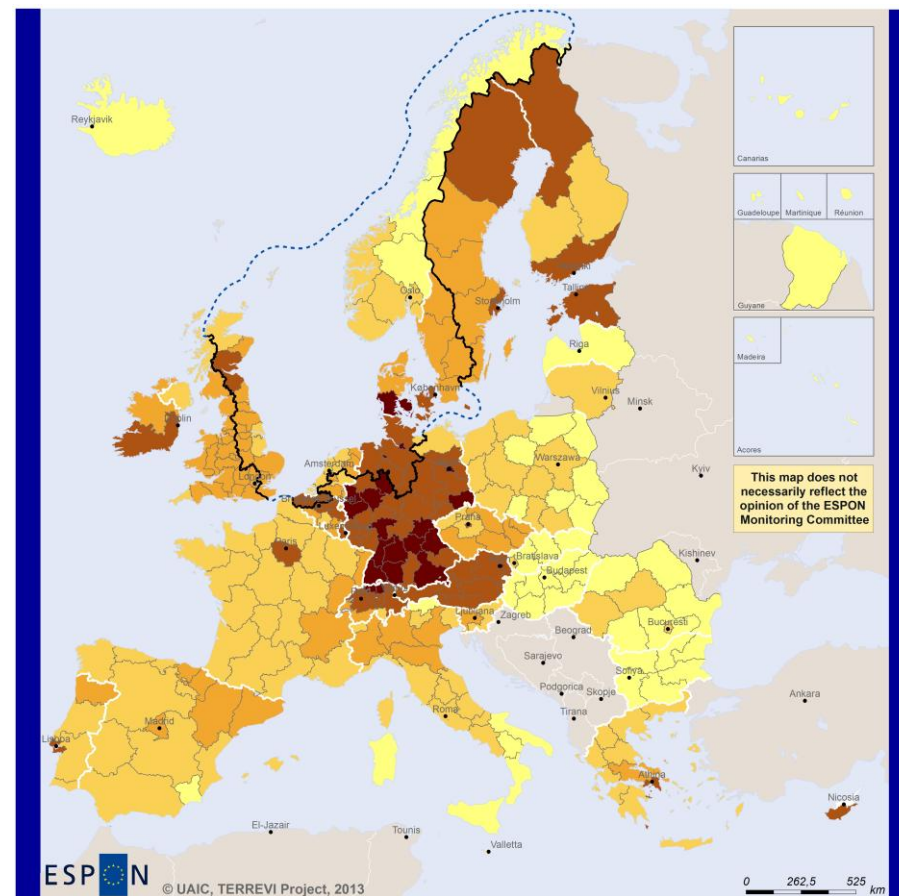 Reykjavik
Canarias
Guadeloupe
Martinique
Réunion
Guyane
Madeira
Acores
This map does not
necessarily reflect the
opinion of the ESPON
Monitoring Committee
Oslo
Stockholm
Tallinn
Riga
København
Vilnius
Minsk
Dublin
Amsterdam
London
Warszawa
Kyiv
Praha
Paris
Kishinev
Bratislava
Budapest
Ljubljana
Zagreb
Bucuresti
Beograd
Sarajevo
Sofiya
Podgorica
Skopje
Ankara
Roma
Tirana
Madrid
Lisboa
Athina
Nicosia
El-Jazair
Tounis
Valletta
ESPON
© UAIC, TERREVI Project, 2013
0 262,5 525
km